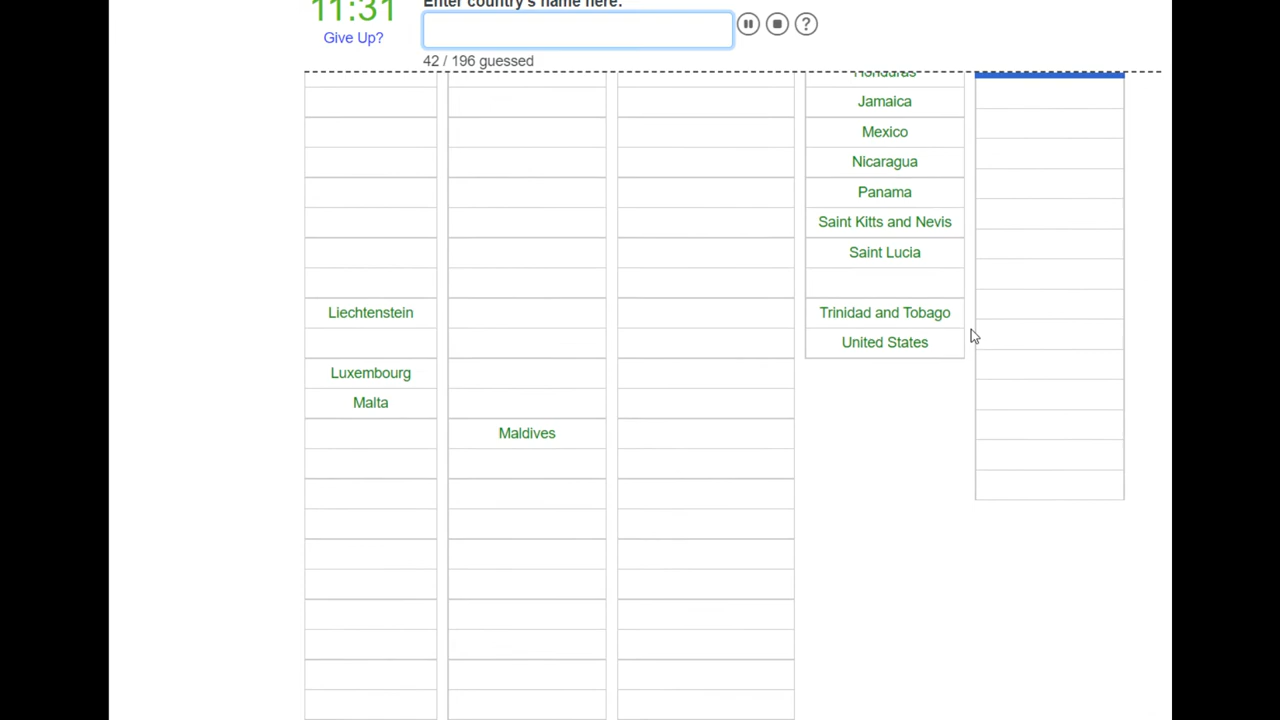 11:31
Enter country's name here:
Give Up?
42 / 196 guessed
Honduras
Jamaica
Mexico
Nicaragua
Panama
Saint Kitts and Nevis
Saint Lucia
Liechtenstein
Trinidad and Tobago
United States
Luxembourg
Malta
Maldives